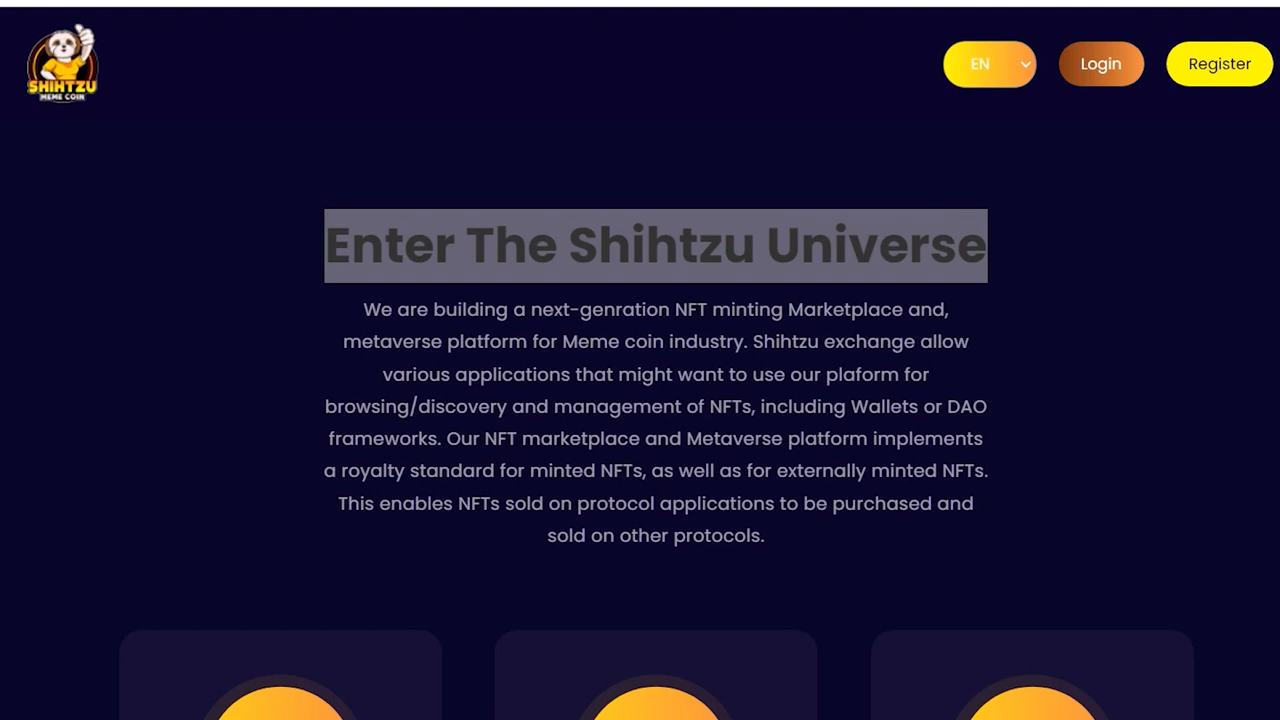 SHIHTZU
MEME COIN
EN
Login
Register
Enter The Shihtzu Universe
We are building a next-genration NFT minting Marketplace and,
metaverse platform for Meme coin industry. Shihtzu exchange allow
various applications that might want to use our plaform for
browsing/discovery and management of NFTs, including Wallets or DAO
frameworks. Our NFT marketplace and Metaverse platform implements
a royalty standard for minted NFTs, as well as for externally minted NFTs.
This enables NFTs sold on protocol applications to be purchased and
sold on other protocols.